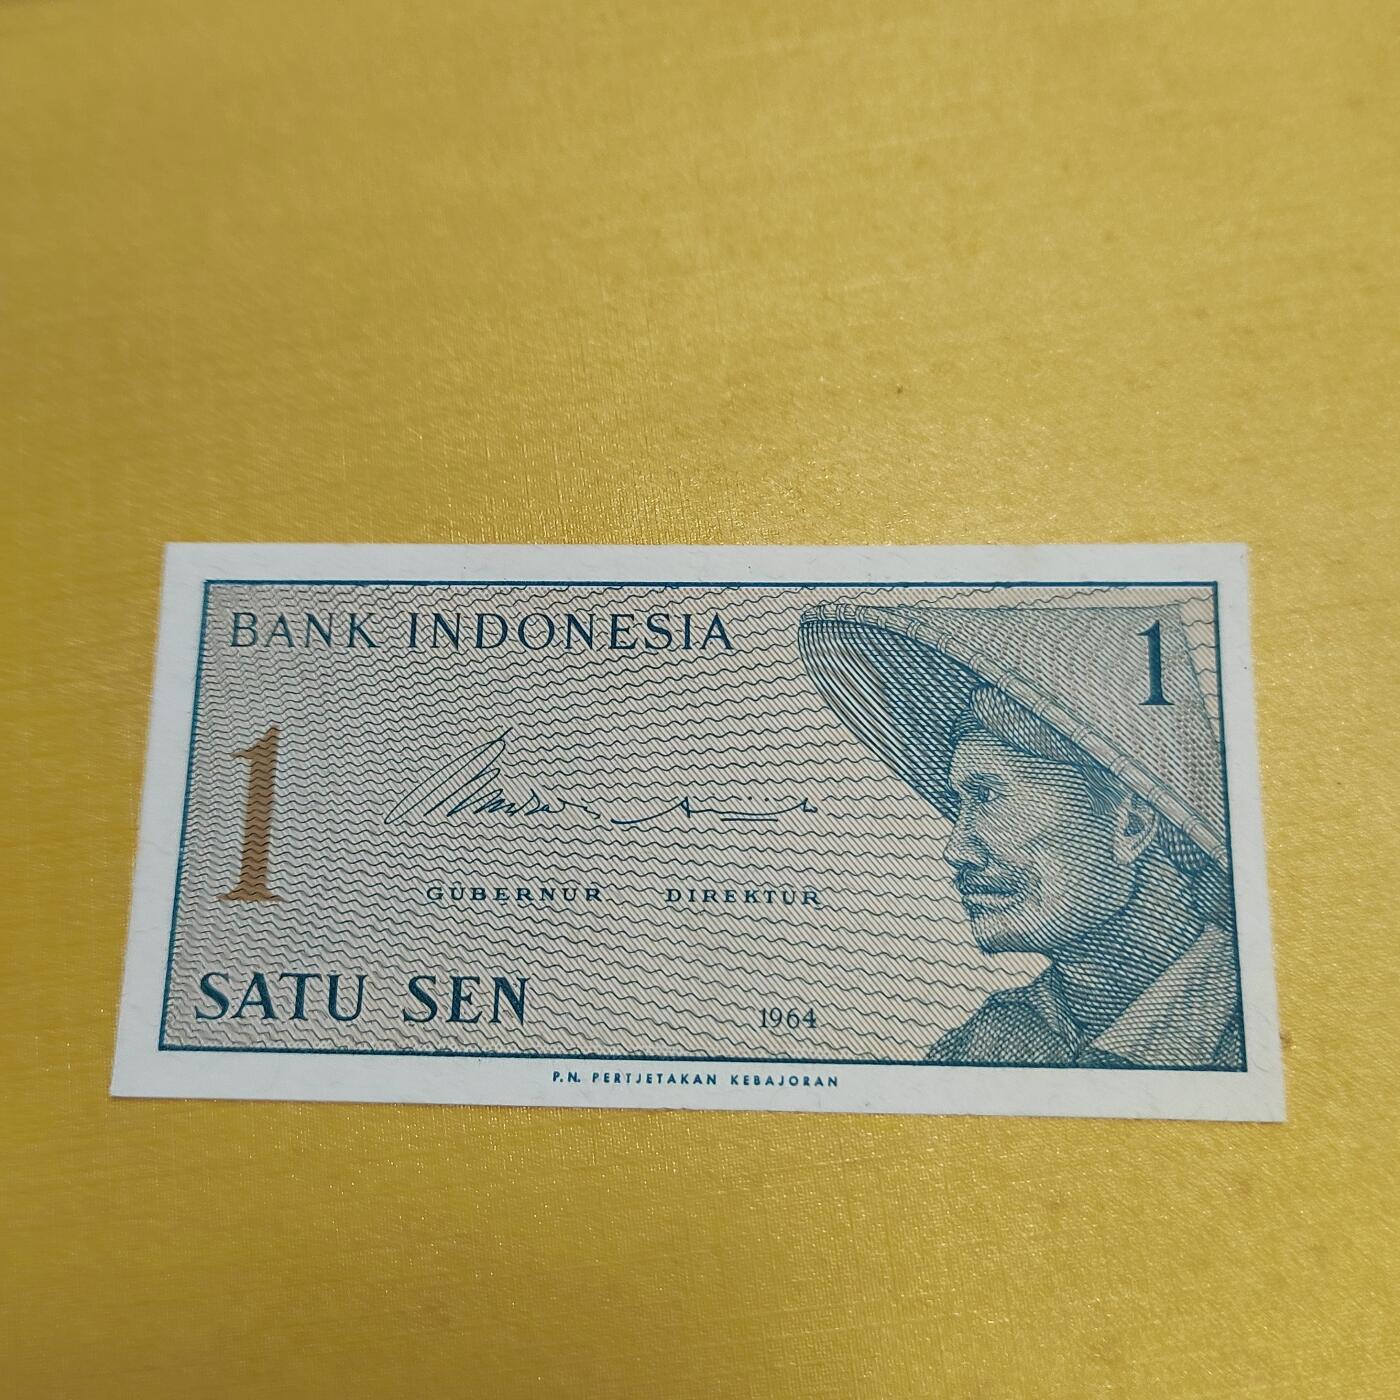 BANK INDONESIA
1
1
GUBERNUR DIREKTUR
SATU SEN
1964
P.N. PERTJETAKAN KEBAJORAN